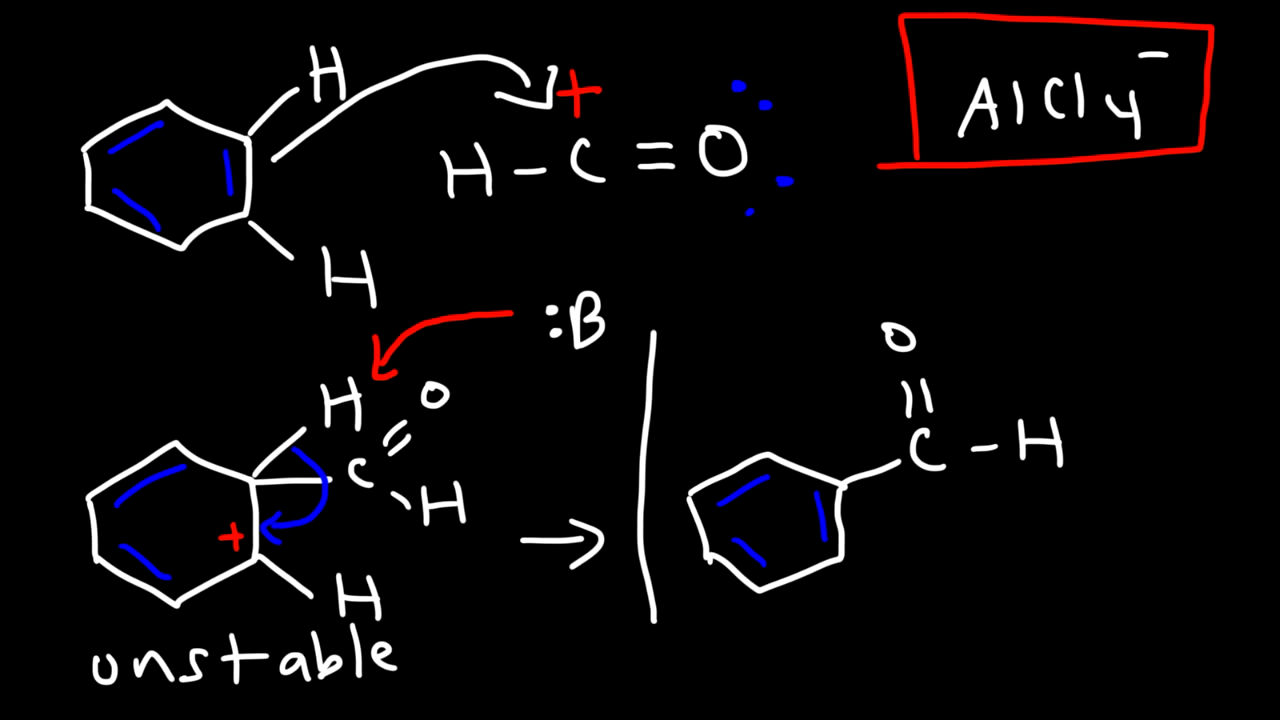 H
+
H - C = O
AlCl4⁻
H
:B
H
O
C
H
+
H
unstable
→
O
||
C - H